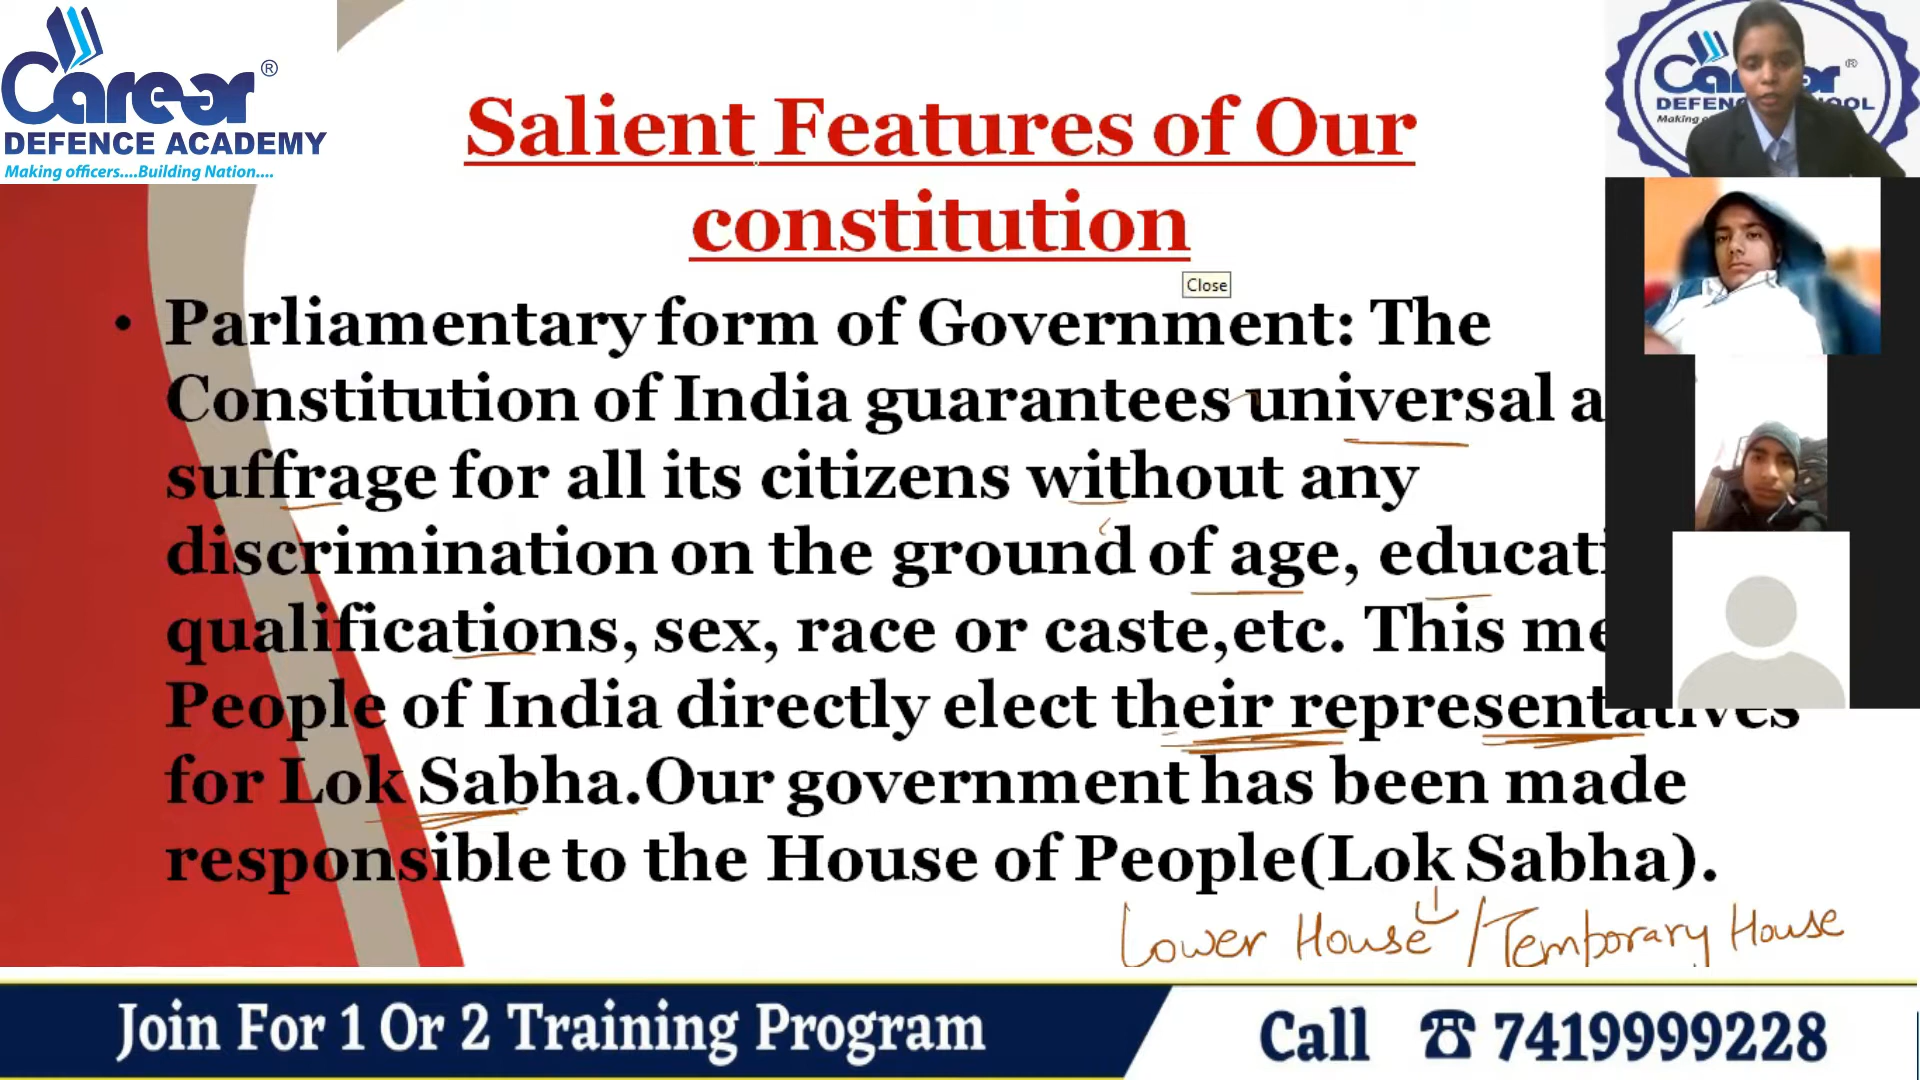 Carear®
DEFENCE ACADEMY
Making officers....Building Nation....
Salient Features of Our
constitution
Close
• Parliamentary form of Government: The
Constitution of India guarantees universal a
suffrage for all its citizens without any
discrimination on the ground of age, educati
qualifications, sex, race or caste,etc. This me
People of India directly elect their representatives
for Lok Sabha.Our government has been made
responsible to the House of People(Lok Sabha).
Lower House / Temporary House
Join For 1 Or 2 Training Program
Call ☎ 7419999228
®
DEFEN OOL
Making